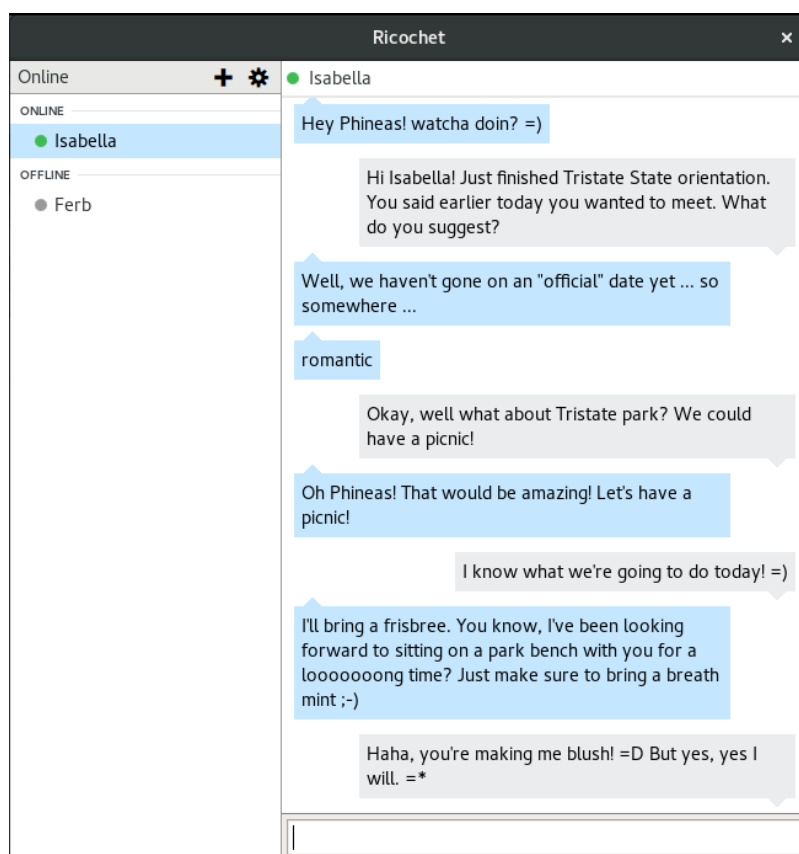 Ricochet
Online
Isabella
ONLINE
Isabella
OFFLINE
Ferb
Hey Phineas! watcha doin? =)
Hi Isabella! Just finished Tristate State orientation.
You said earlier today you wanted to meet. What
do you suggest?
Well, we haven't gone on an "official" date yet ... so
somewhere ...
romantic
Okay, well what about Tristate park? We could
have a picnic!
Oh Phineas! That would be amazing! Let's have a
picnic!
I know what we're going to do today! =)
I'll bring a frisbree. You know, I've been looking
forward to sitting on a park bench with you for a
looooooong time? Just make sure to bring a breath
mint ;-)
Haha, you're making me blush! =D But yes, yes I
will. =*